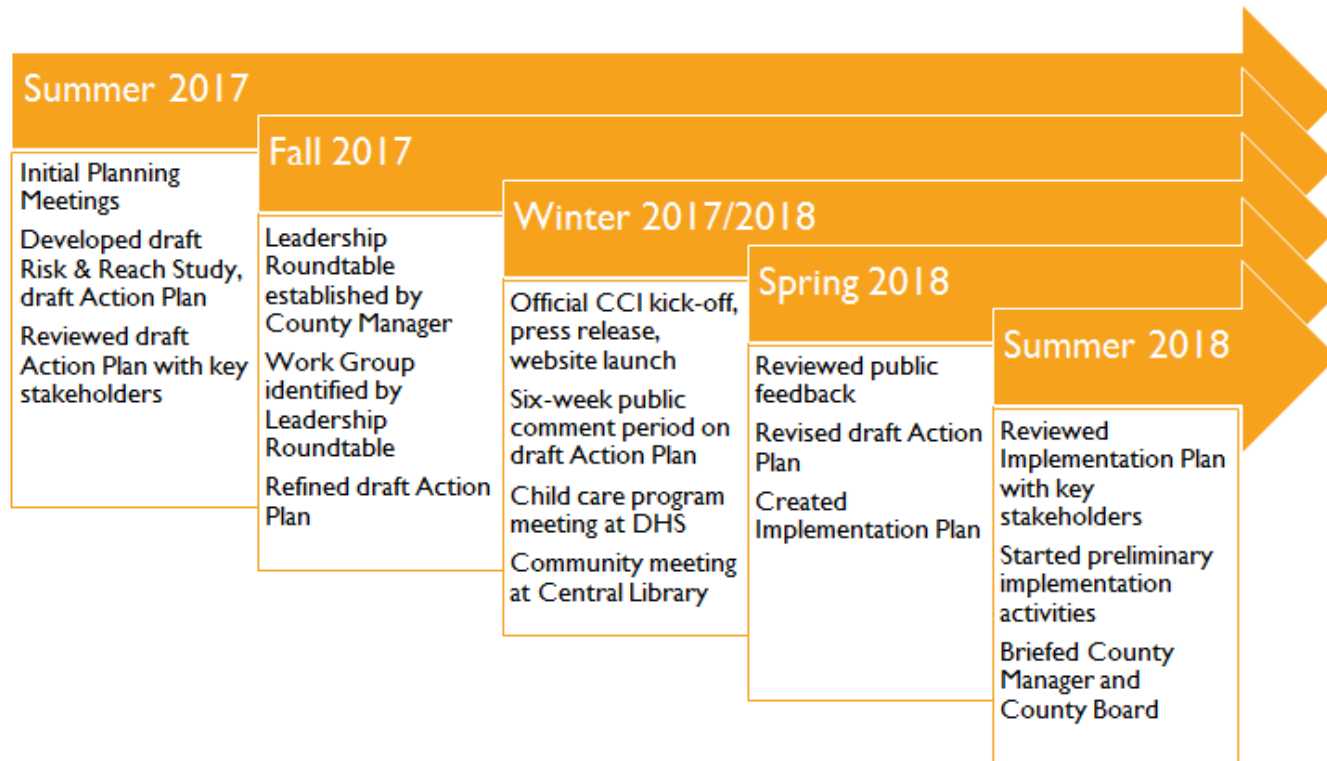 Summer 2017
Initial Planning
Meetings
Developed draft
Risk & Reach Study,
draft Action Plan
Reviewed draft
Action Plan with key
stakeholders
Fall 2017
Leadership
Roundtable
established by
County Manager
Work Group
identified by
Leadership
Roundtable
Refined draft Action
Plan
Winter 2017/2018
Official CCI kick-off,
press release,
website launch
Six-week public
comment period on
draft Action Plan
Child care program
meeting at DHS
Community meeting
at Central Library
Spring 2018
Reviewed public
feedback
Revised draft Action
Plan
Created
Implementation Plan
Summer 2018
Reviewed
Implementation Plan
with key
stakeholders
Started preliminary
implementation
activities
Briefed County
Manager and
County Board